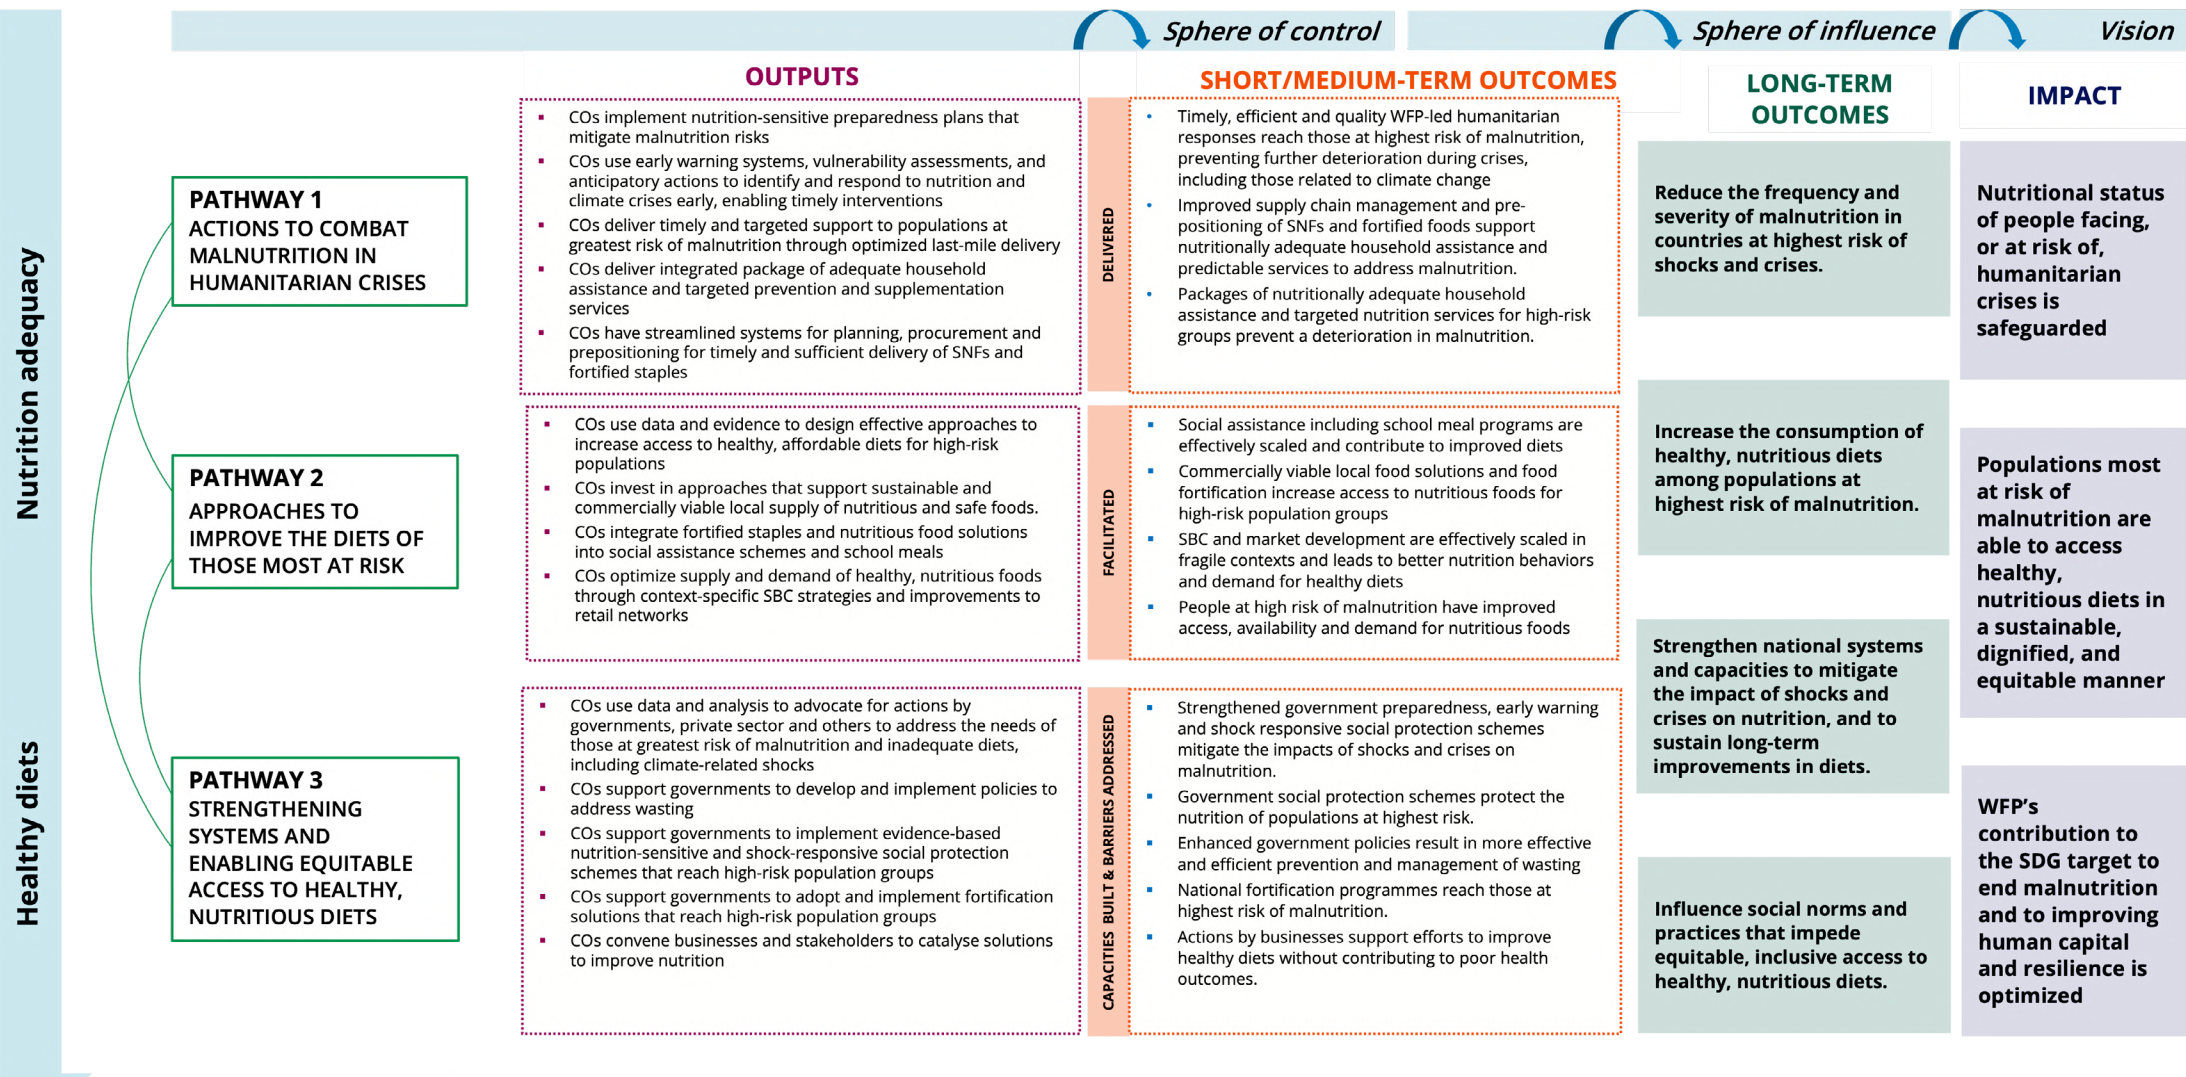 Sphere of control
Sphere of influence
Vision
OUTPUTS
SHORT/MEDIUM-TERM OUTCOMES
LONG-TERM
OUTCOMES
IMPACT
Nutrition adequacy
Healthy diets
PATHWAY 1
ACTIONS TO COMBAT
MALNUTRITION IN
HUMANITARIAN CRISES
COs implement nutrition-sensitive preparedness plans that
mitigate malnutrition risks
COs use early warning systems, vulnerability assessments, and
anticipatory actions to identify and respond to nutrition and
climate crises early, enabling timely interventions
COs deliver timely and targeted support to populations at
greatest risk of malnutrition through optimized last-mile delivery
COs deliver integrated package of adequate household
assistance and targeted prevention and supplementation
services
COs have streamlined systems for planning, procurement and
prepositioning for timely and sufficient delivery of SNFs and
fortified staples
DELIVERED
Timely, efficient and quality WFP-led humanitarian
responses reach those at highest risk of malnutrition,
preventing further deterioration during crises,
including those related to climate change
Improved supply chain management and pre-
positioning of SNFs and fortified foods support
nutritionally adequate household assistance and
predictable services to address malnutrition.
Packages of nutritionally adequate household
assistance and targeted nutrition services for high-risk
groups prevent a deterioration in malnutrition.
PATHWAY 2
APPROACHES TO
IMPROVE THE DIETS OF
THOSE MOST AT RISK
COs use data and evidence to design effective approaches to
increase access to healthy, affordable diets for high-risk
populations
COs invest in approaches that support sustainable and
commercially viable local supply of nutritious and safe foods.
COs integrate fortified staples and nutritious food solutions
into social assistance schemes and school meals
COs optimize supply and demand of healthy, nutritious foods
through context-specific SBC strategies and improvements to
retail networks
FACILITATED
Social assistance including school meal programs are
effectively scaled and contribute to improved diets
Commercially viable local food solutions and food
fortification increase access to nutritious foods for
high-risk population groups
SBC and market development are effectively scaled in
fragile contexts and leads to better nutrition behaviors
and demand for healthy diets
People at high risk of malnutrition have improved
access, availability and demand for nutritious foods
PATHWAY 3
STRENGTHENING
SYSTEMS AND
ENABLING EQUITABLE
ACCESS TO HEALTHY,
NUTRITIOUS DIETS
COs use data and analysis to advocate for actions by
governments, private sector and others to address the needs of
those at greatest risk of malnutrition and inadequate diets,
including climate-related shocks
COs support governments to develop and implement policies to
address wasting
COs support governments to implement evidence-based
nutrition-sensitive and shock-responsive social protection
schemes that reach high-risk population groups
COs support governments to adopt and implement fortification
solutions that reach high-risk population groups
COs convene businesses and stakeholders to catalyse solutions
to improve nutrition
CAPACITIES BUILT & BARRIERS ADDRESSED
Strengthened government preparedness, early warning
and shock responsive social protection schemes
mitigate the impacts of shocks and crises on
malnutrition.
Government social protection schemes protect the
nutrition of populations at highest risk.
Enhanced government policies result in more effective
and efficient prevention and management of wasting
National fortification programmes reach those at
highest risk of malnutrition.
Actions by businesses support efforts to improve
healthy diets without contributing to poor health
outcomes.
Reduce the frequency and
severity of malnutrition in
countries at highest risk of
shocks and crises.
Increase the consumption of
healthy, nutritious diets
among populations at
highest risk of malnutrition.
Strengthen national systems
and capacities to mitigate
the impact of shocks and
crises on nutrition, and to
sustain long-term
improvements in diets.
Influence social norms and
practices that impede
equitable, inclusive access to
healthy, nutritious diets.
Nutritional status
of people facing,
or at risk of,
humanitarian
crises is
safeguarded
Populations most
at risk of
malnutrition are
able to access
healthy,
nutritious diets in
a sustainable,
dignified, and
equitable manner
WFP’s
contribution to
the SDG target to
end malnutrition
and to improving
human capital
and resilience is
optimized